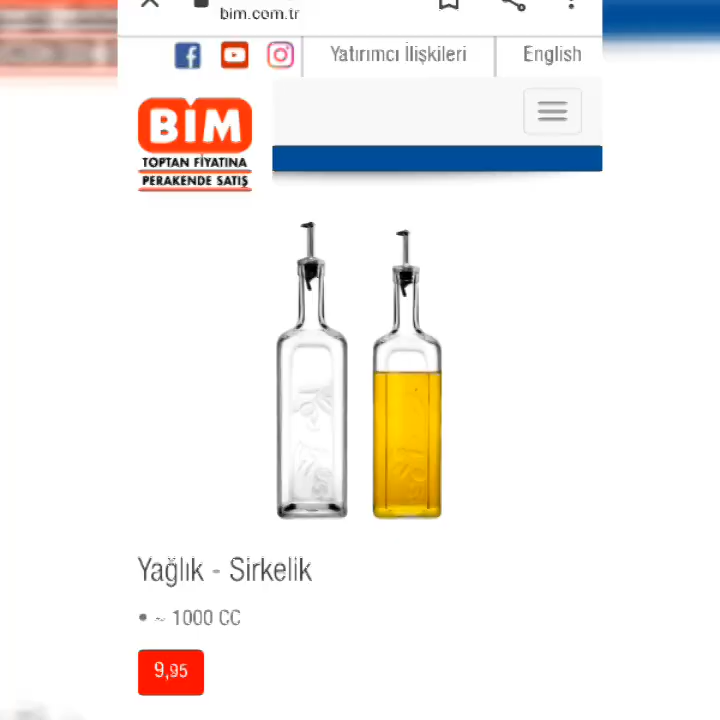 bim.com.tr
Yatırımcı İlişkileri
English
BİM
TOPTAN FİYATINA
PERAKENDE SATIŞ
Yağlık - Sirkelik
• ~ 1000 CC
9,95